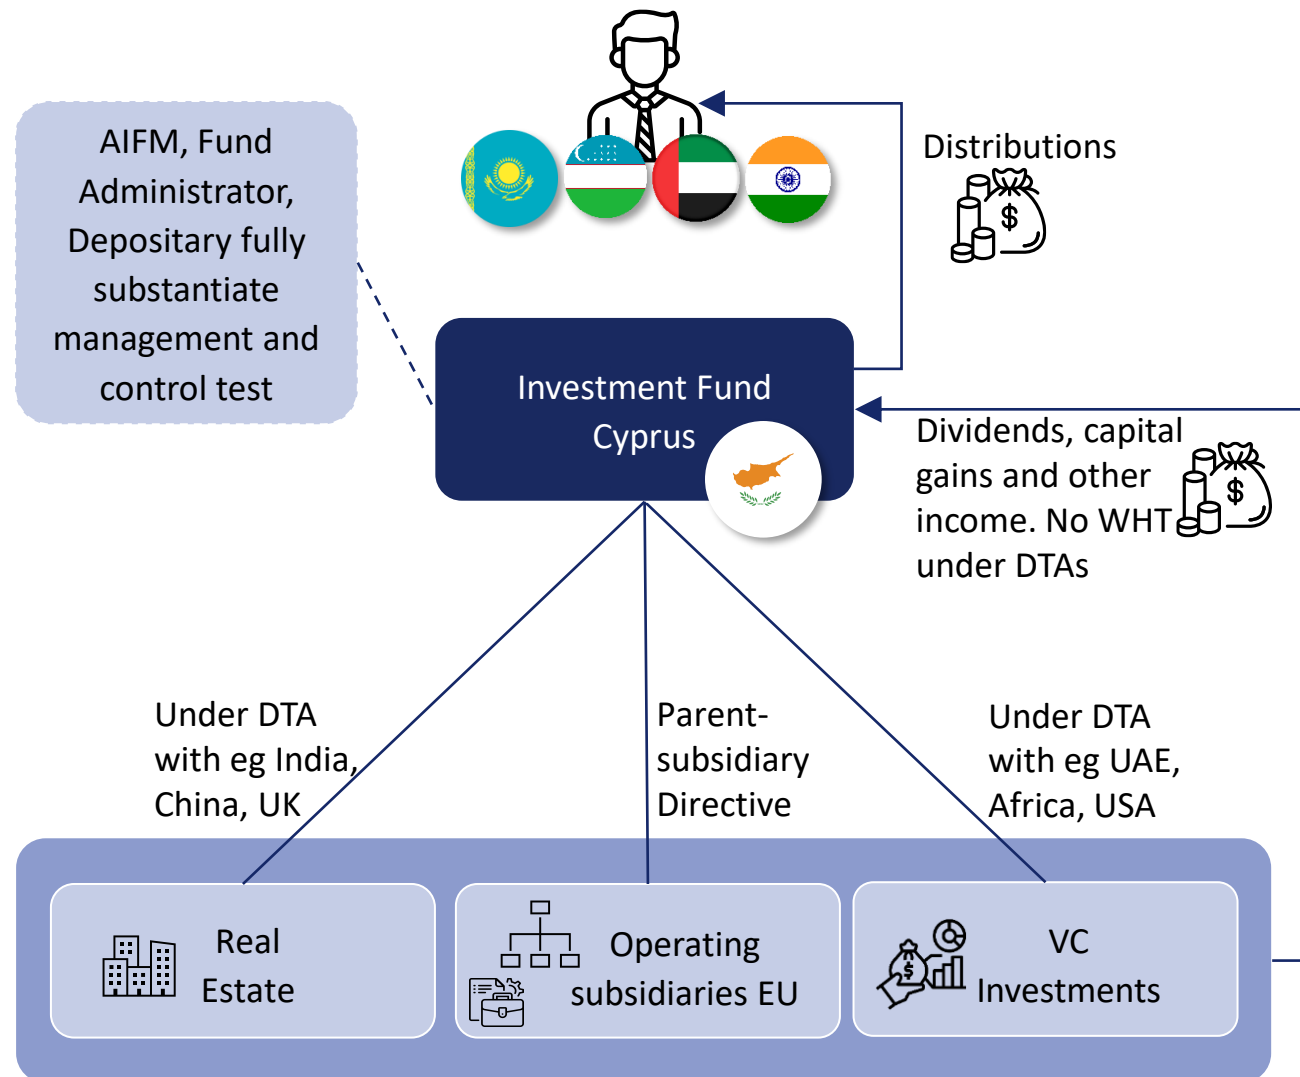 AIFM, Fund
Administrator,
Depositary fully
substantiate
management and
control test
Distributions
$
Investment Fund
Cyprus
Dividends, capital
gains and other
income. No WHT
under DTAs
$
Under DTA
with eg India,
China, UK
Parent-
subsidiary
Directive
Under DTA
with eg UAE,
Africa, USA
Real
Estate
Operating
subsidiaries EU
$
VC
Investments